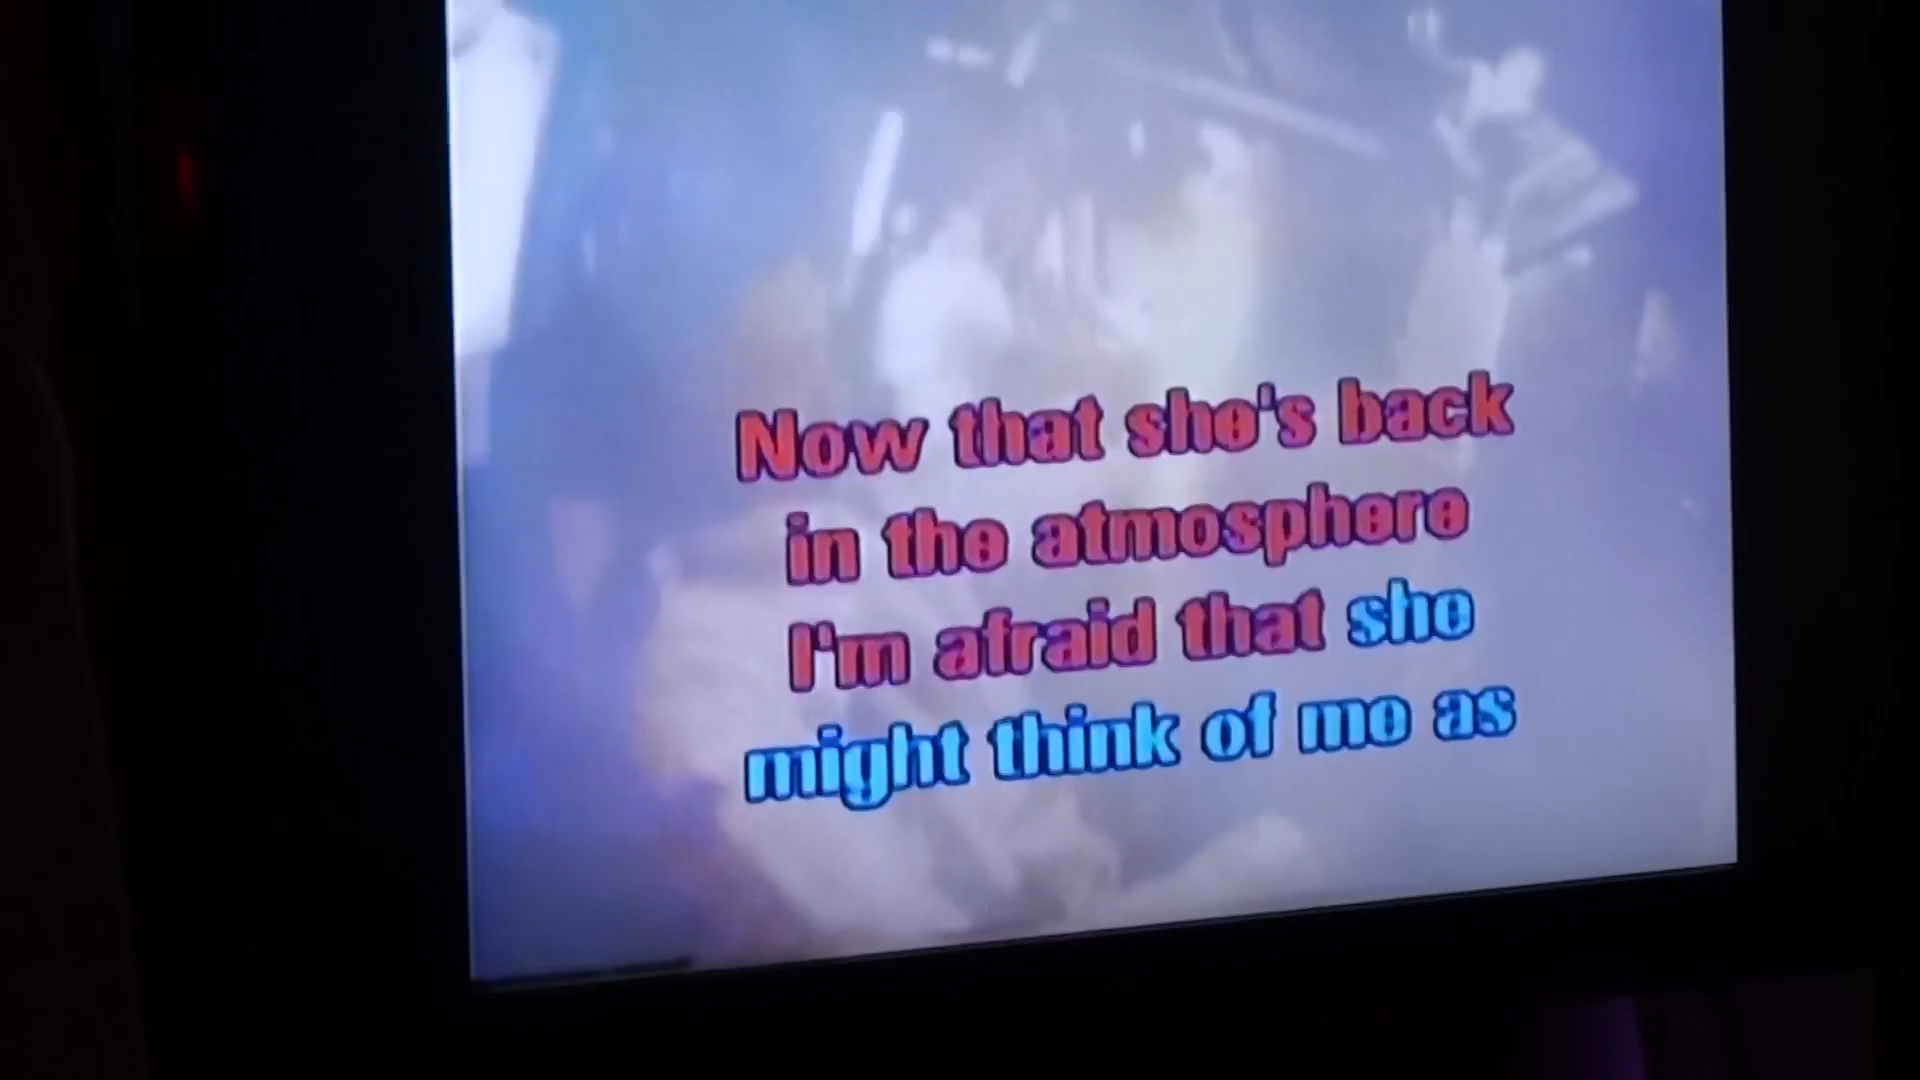 Now that she's back
in the atmosphere
I'm afraid that she
might think of me as